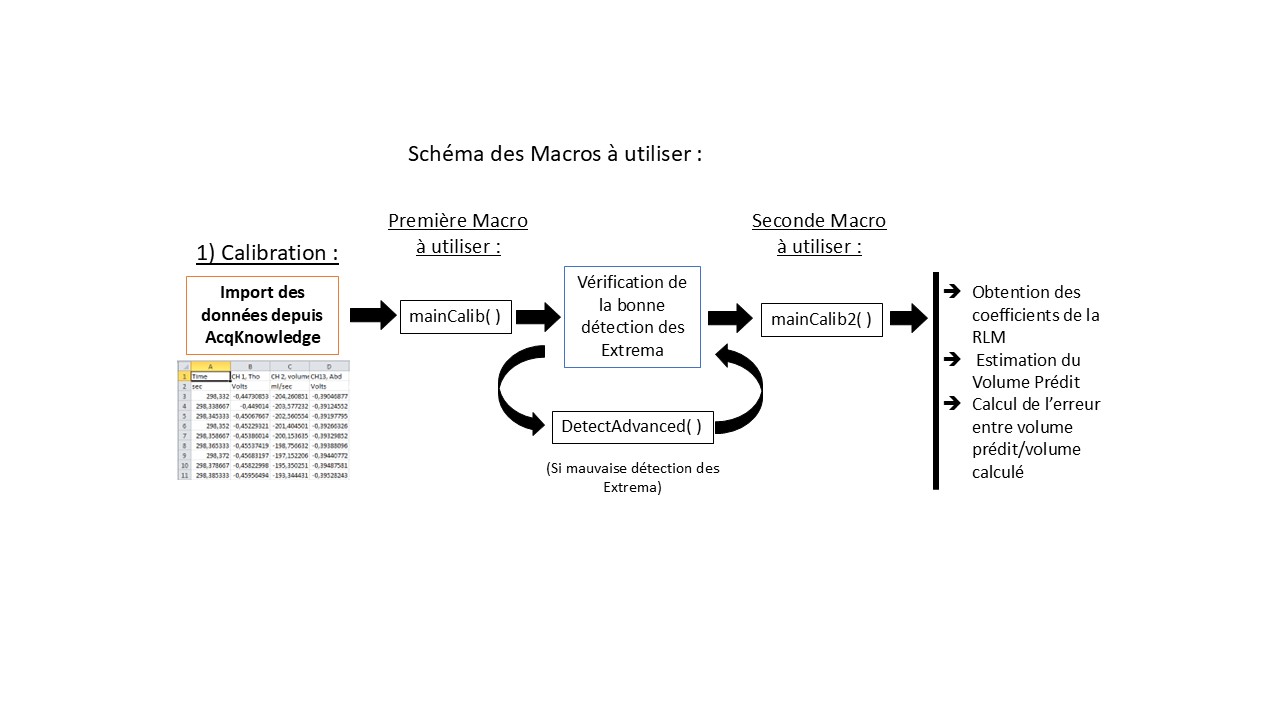 Schéma des Macros à utiliser :
Première Macro
à utiliser :
Seconde Macro
à utiliser :
1) Calibration :
Import des
données depuis
AcqKnowledge
mainCalib( )
Vérification de
la bonne
détection des
Extrema
mainCalib2( )
DetectAdvanced( )
(Si mauvaise détection des
Extrema)
➔ Obtention des
coefficients de la
RLM
➔ Estimation du
Volume Prédit
➔ Calcul de l’erreur
entre volume
prédit/volume
calculé
A B C D
1 Time CH 1, Tho CH 2, volume CH13, Abd
2 sec Volts ml/sec Volts
3 298,332 -0,44730853 -204,260851 -0,39046877
4 298,338667 -0,449014 -203,577232 -0,39124552
5 298,345333 -0,45067667 -202,560554 -0,39197795
6 298,352 -0,45229321 -201,404501 -0,39266326
7 298,358667 -0,45386014 -200,153635 -0,39329852
8 298,365333 -0,45537419 -198,756632 -0,39388096
9 298,372 -0,45683197 -197,152206 -0,39440772
10 298,378667 -0,45822998 -195,350251 -0,39487581
11 298,385333 -0,45956494 -193,344431 -0,39528243